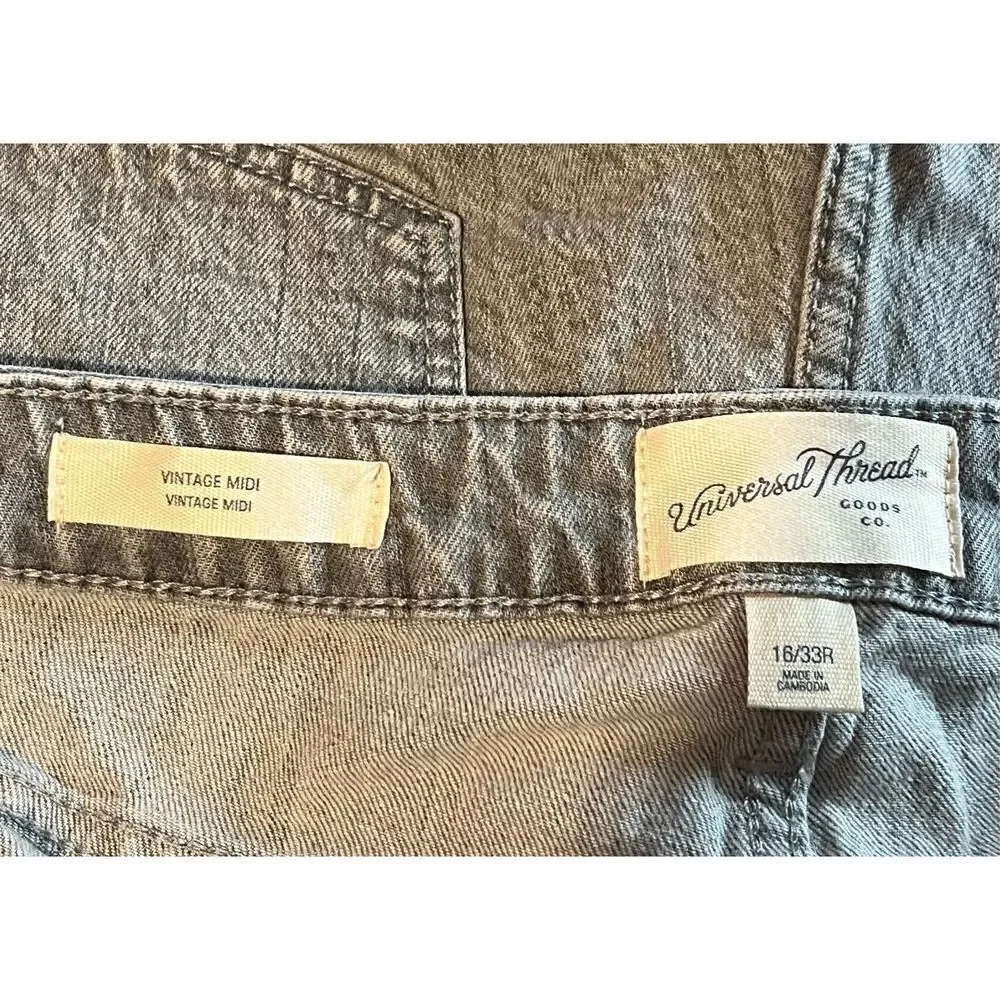 VINTAGE MIDI
VINTAGE MIDI
Universal Thread™
GOODS
CO.
16/33R
MADE IN
CAMBODIA